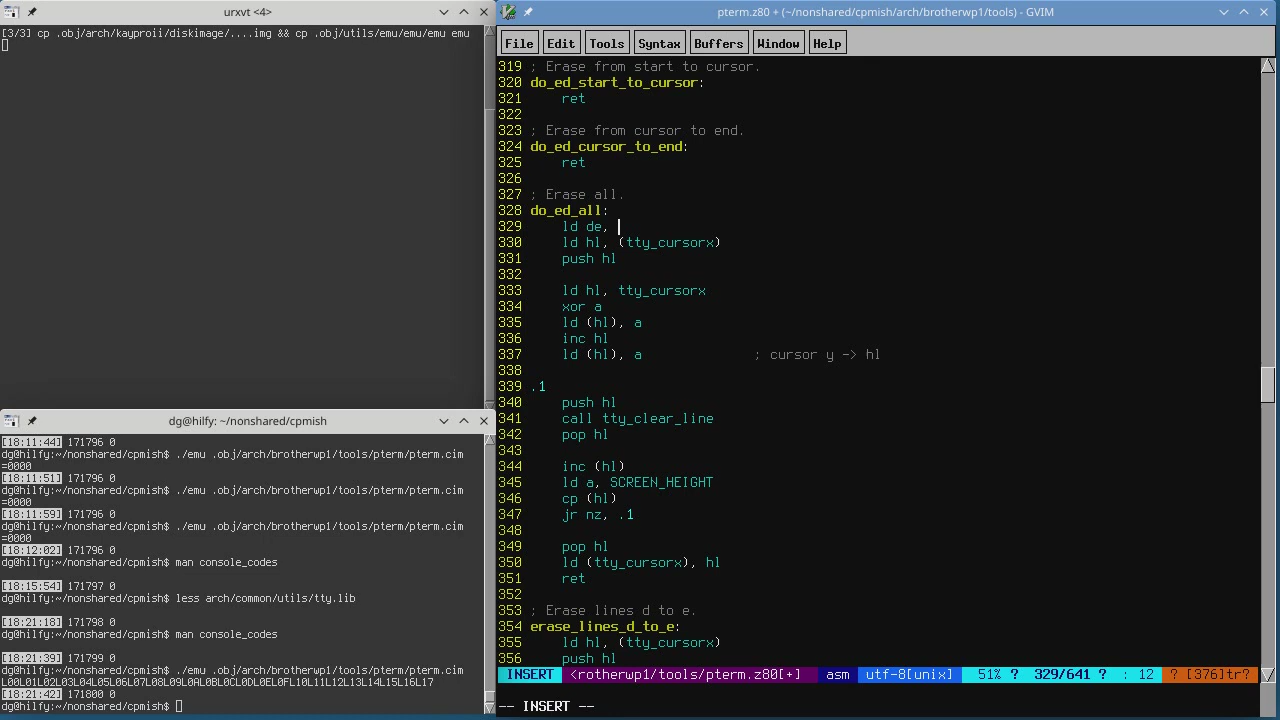 urxvt <4>
[3/3] cp .obj/arch/kayproii/diskimage/....img && cp .obj/utils/emu/emu/emu emu
dg@hilfy: ~/nonshared/cpmish
[18:11:44] 171796 0
dg@hilfy:~/nonshared/cpmish$ ./emu .obj/arch/brotherwp1/tools/pterm/pterm.cim
=0000
[18:11:51] 171796 0
dg@hilfy:~/nonshared/cpmish$ ./emu .obj/arch/brotherwp1/tools/pterm/pterm.cim
=0000
[18:11:59] 171796 0
dg@hilfy:~/nonshared/cpmish$ ./emu .obj/arch/brotherwp1/tools/pterm/pterm.cim
=0000
[18:12:02] 171796 0
dg@hilfy:~/nonshared/cpmish$ man console_codes
[18:15:54] 171797 0
dg@hilfy:~/nonshared/cpmish$ less arch/common/utils/tty.lib
[18:21:18] 171798 0
dg@hilfy:~/nonshared/cpmish$ man console_codes
[18:21:39] 171799 0
dg@hilfy:~/nonshared/cpmish$ ./emu .obj/arch/brotherwp1/tools/pterm/pterm.cim
L00L01L02L03L04L05L06L07L08L09L0AL0BL0CL0DL0EL0FL10L11L12L13L14L15L16L17
[18:21:42] 171800 0
dg@hilfy:~/nonshared/cpmish$
pterm.z80 + (~/nonshared/cpmish/arch/brotherwp1/tools) - GVIM
File Edit Tools Syntax Buffers Window Help
319 ; Erase from start to cursor.
320 do_ed_start_to_cursor:
321 ret
322
323 ; Erase from cursor to end.
324 do_ed_cursor_to_end:
325 ret
326
327 ; Erase all.
328 do_ed_all:
329 ld de,
330 ld hl, (tty_cursorx)
331 push hl
332
333 ld hl, tty_cursorx
334 xor a
335 ld (hl), a
336 inc hl
337 ld (hl), a ; cursor y -> hl
338
339 .1
340 push hl
341 call tty_clear_line
342 pop hl
343
344 inc (hl)
345 ld a, SCREEN_HEIGHT
346 cp (hl)
347 jr nz, .1
348
349 pop hl
350 ld (tty_cursorx), hl
351 ret
352
353 ; Erase lines d to e.
354 erase_lines_d_to_e:
355 ld hl, (tty_cursorx)
356 push hl
INSERT <rotherwp1/tools/pterm.z80[+] asm utf-8[unix] 51% ? 329/641 ? : 12 ? [376]tr?
-- INSERT --